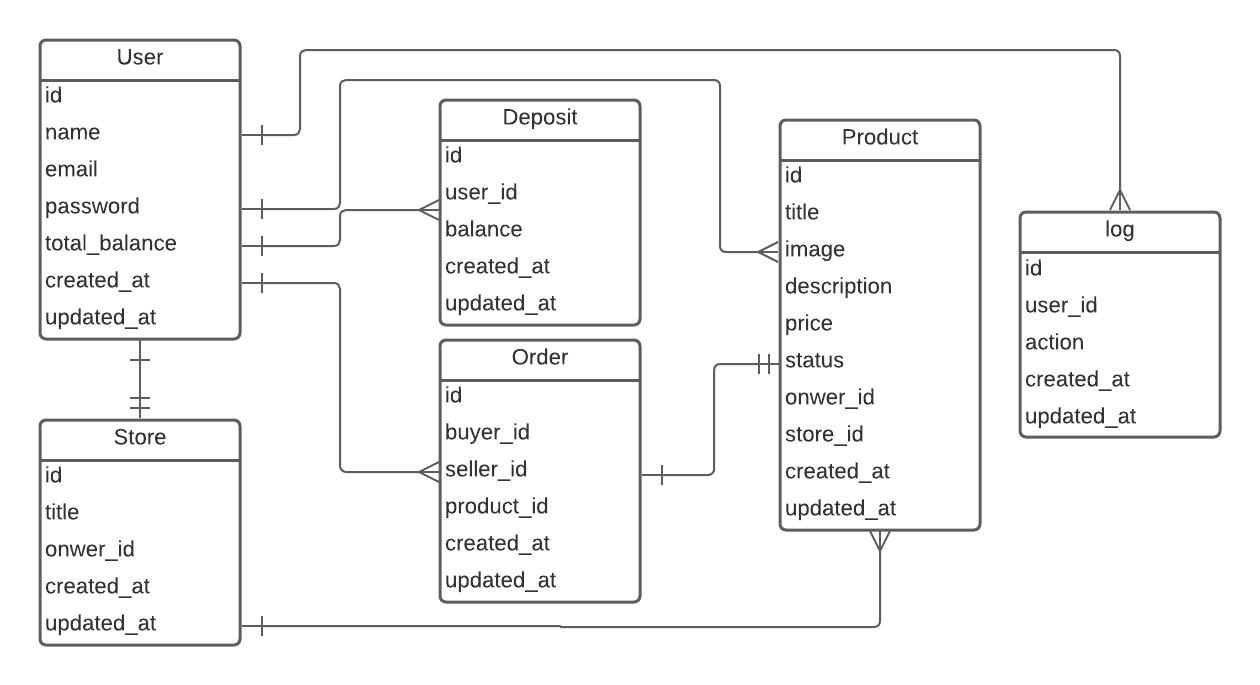 User
id
name
email
password
total_balance
created_at
updated_at
Store
id
title
onwer_id
created_at
updated_at
Deposit
id
user_id
balance
created_at
updated_at
Order
id
buyer_id
seller_id
product_id
created_at
updated_at
Product
id
title
image
description
price
status
onwer_id
store_id
created_at
updated_at
log
id
user_id
action
created_at
updated_at